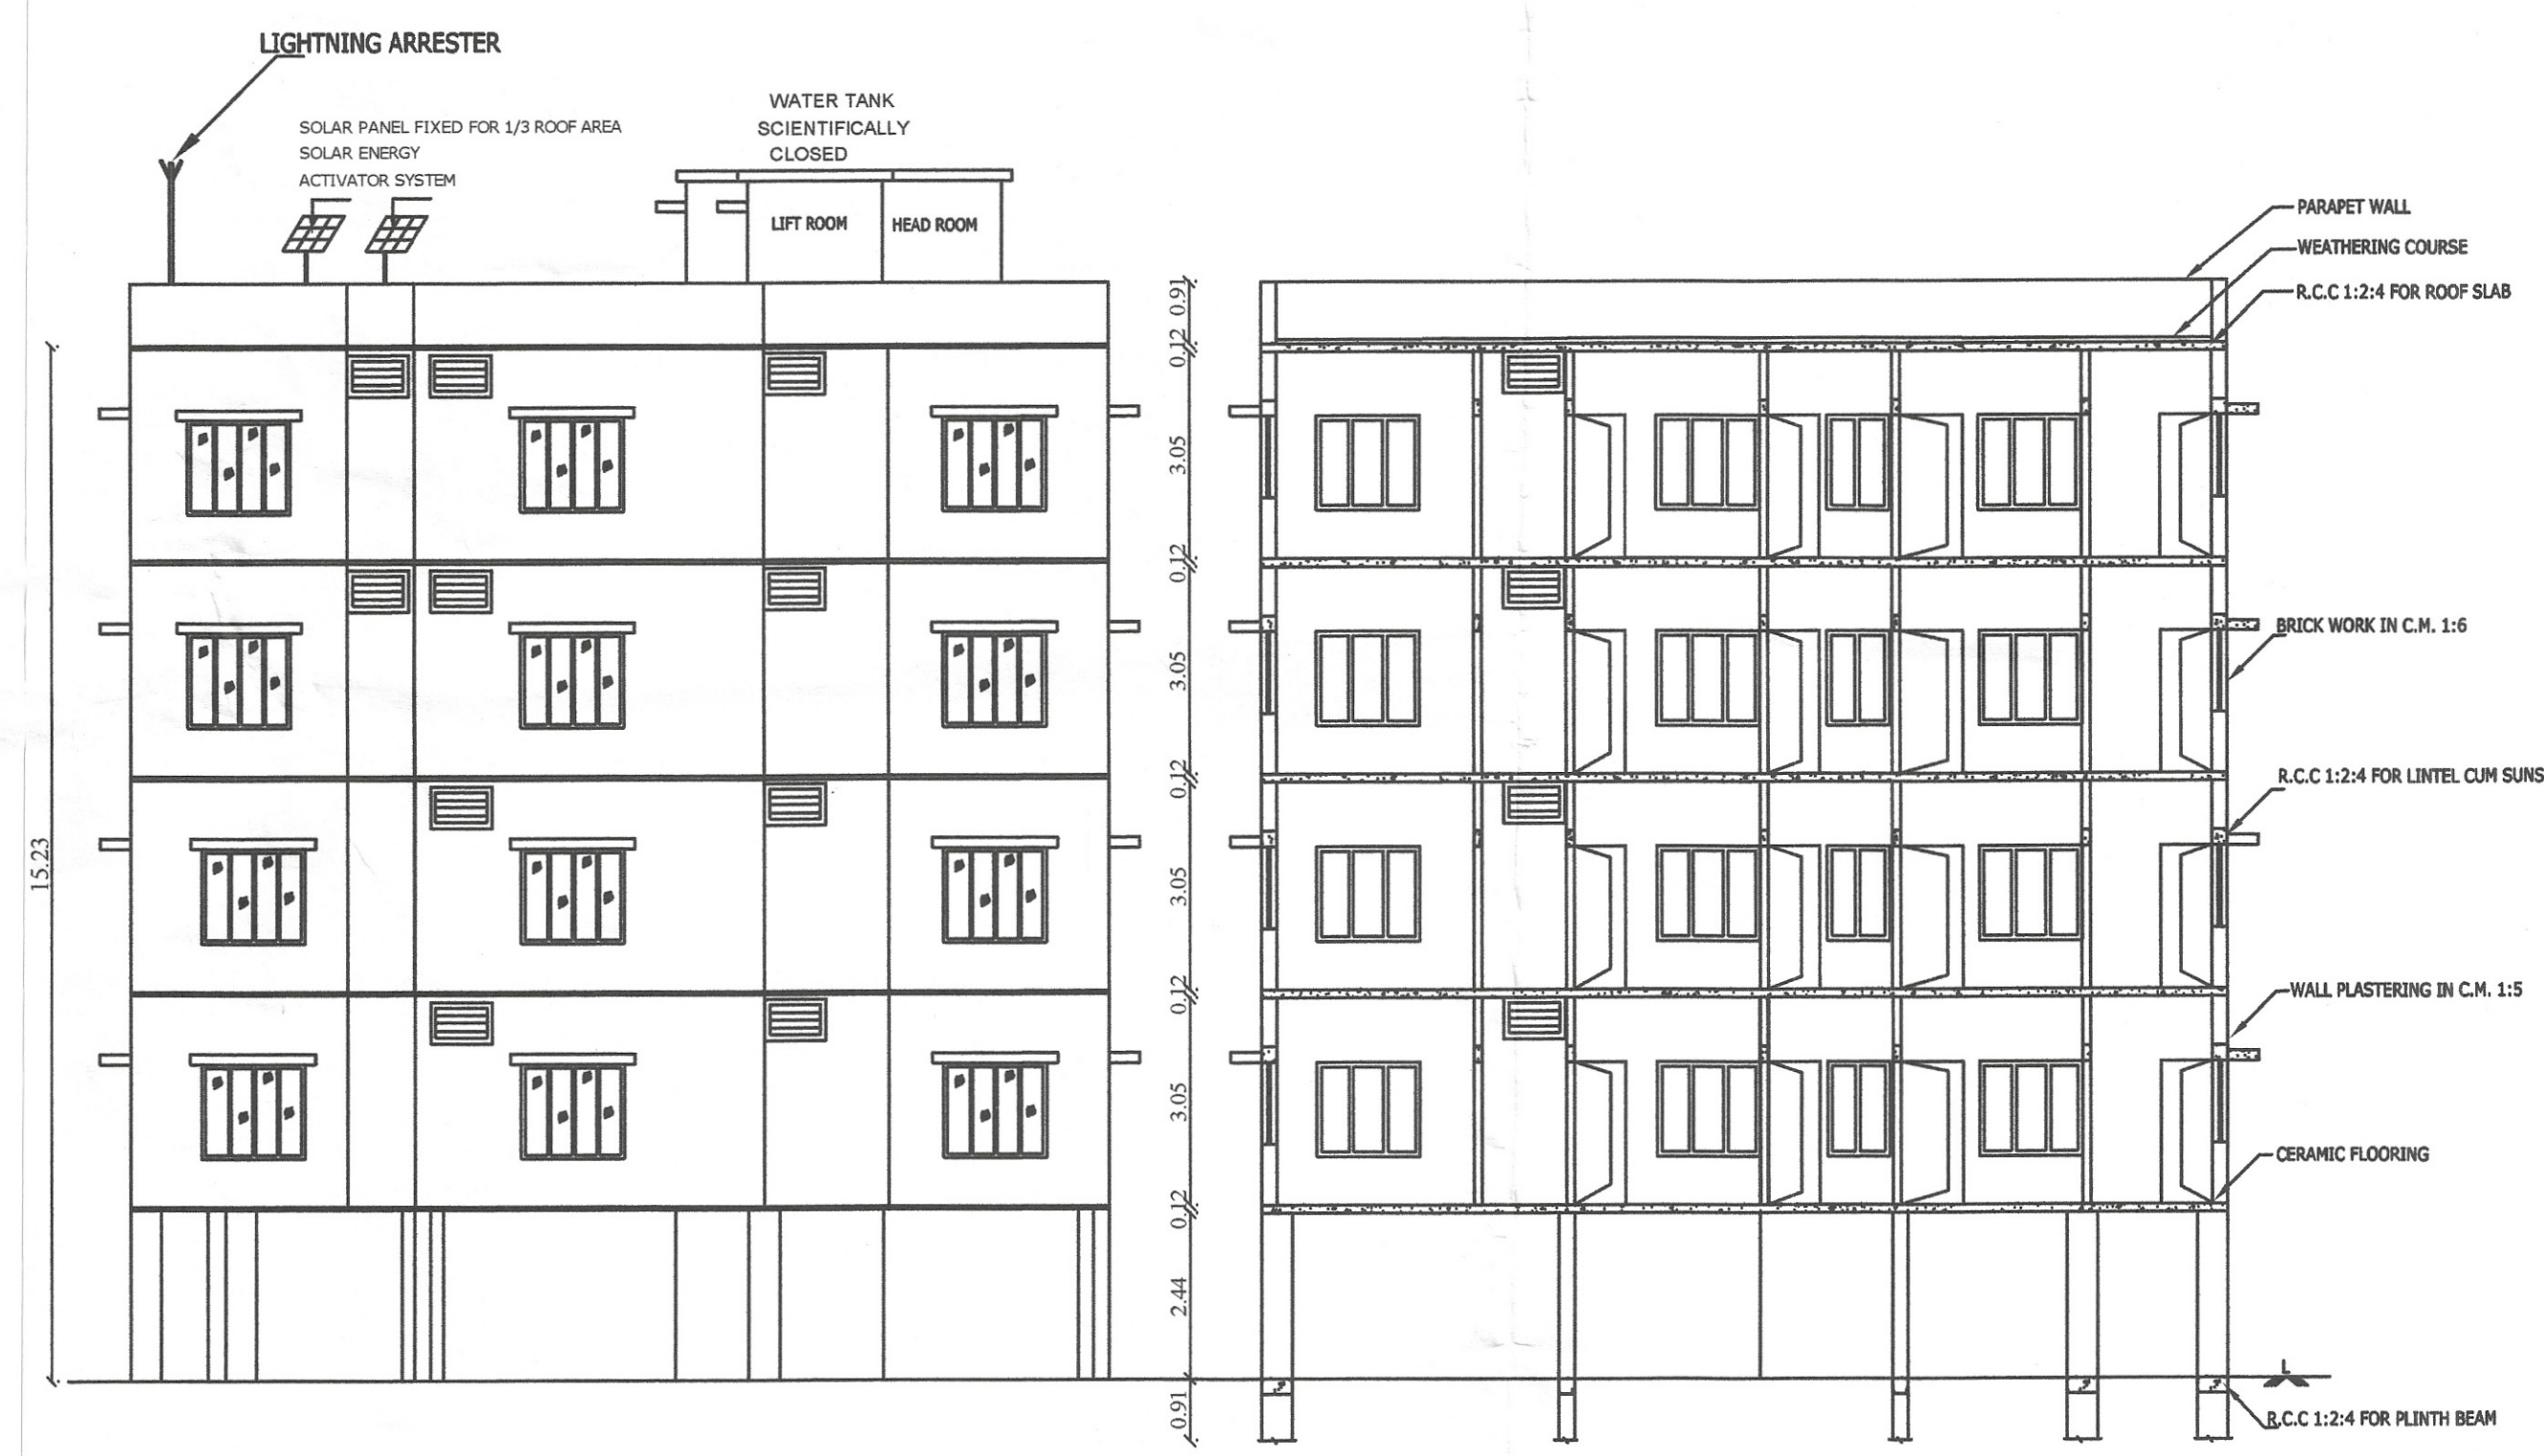 LIGHTNING ARRESTER
SOLAR PANEL FIXED FOR 1/3 ROOF AREA
SOLAR ENERGY
ACTIVATOR SYSTEM
WATER TANK
SCIENTIFICALLY
CLOSED
LIFT ROOM
HEAD ROOM
15.23
0.91
0.12
3.05
0.12
3.05
0.12
3.05
0.12
3.05
0.12
2.44
0.91
PARAPET WALL
WEATHERING COURSE
R.C.C 1:2:4 FOR ROOF SLAB
BRICK WORK IN C.M. 1:6
R.C.C 1:2:4 FOR LINTEL CUM SUNS
WALL PLASTERING IN C.M. 1:5
CERAMIC FLOORING
L
R.C.C 1:2:4 FOR PLINTH BEAM